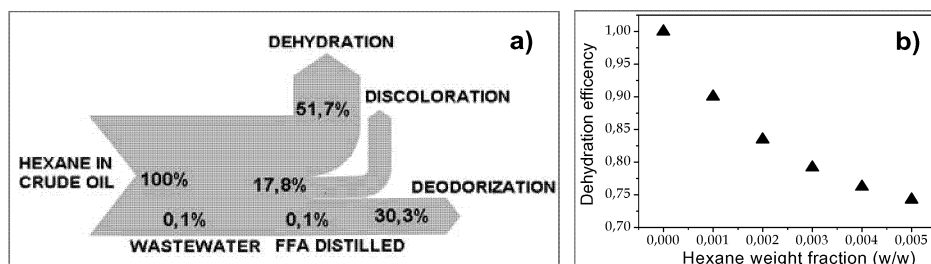 a)
DEHYDRATION
51,7%
DISCOLORATION
HEXANE IN
CRUDE OIL
100%
17,8%
DEODORIZATION
0,1%
0,1%
30,3%
WASTEWATER
FFA DISTILLED
b)
Dehydration efficency
1,00
0,95
0,90
0,85
0,80
0,75
0,70
0,000 0,001 0,002 0,003 0,004 0,005
Hexane weight fraction (w/w)